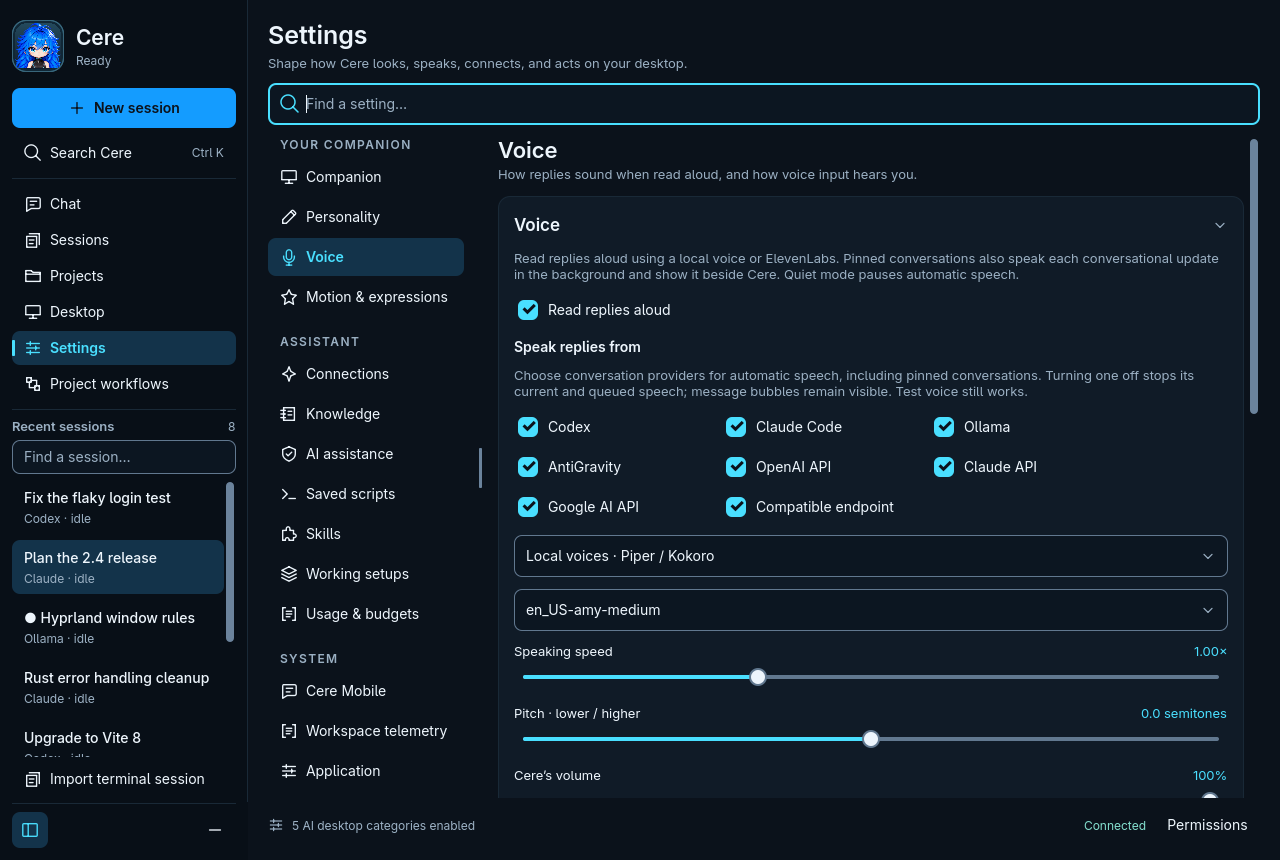 Cere
Ready
New session
Search Cere Ctrl K
Chat
Sessions
Projects
Desktop
Settings
Project workflows
Recent sessions 8
Find a session...
Fix the flaky login test
Codex · idle
Plan the 2.4 release
Claude · idle
Hyprland window rules
Ollama · idle
Rust error handling cleanup
Claude · idle
Upgrade to Vite 8
Codex · idle
Import terminal session
Settings
Shape how Cere looks, speaks, connects, and acts on your desktop.
Find a setting...
YOUR COMPANION
Companion
Personality
Voice
Motion & expressions
ASSISTANT
Connections
Knowledge
AI assistance
Saved scripts
Skills
Working setups
Usage & budgets
SYSTEM
Cere Mobile
Workspace telemetry
Application
Voice
How replies sound when read aloud, and how voice input hears you.
Voice
Read replies aloud using a local voice or ElevenLabs. Pinned conversations also speak each conversational update
in the background and show it beside Cere. Quiet mode pauses automatic speech.
Read replies aloud
Speak replies from
Choose conversation providers for automatic speech, including pinned conversations. Turning one off stops its
current and queued speech; message bubbles remain visible. Test voice still works.
Codex Claude Code Ollama
AntiGravity OpenAI API Claude API
Google AI API Compatible endpoint
Local voices · Piper / Kokoro
en_US-amy-medium
Speaking speed 1.00×
Pitch · lower / higher 0.0 semitones
Cere's volume 100%
5 AI desktop categories enabled
Connected Permissions